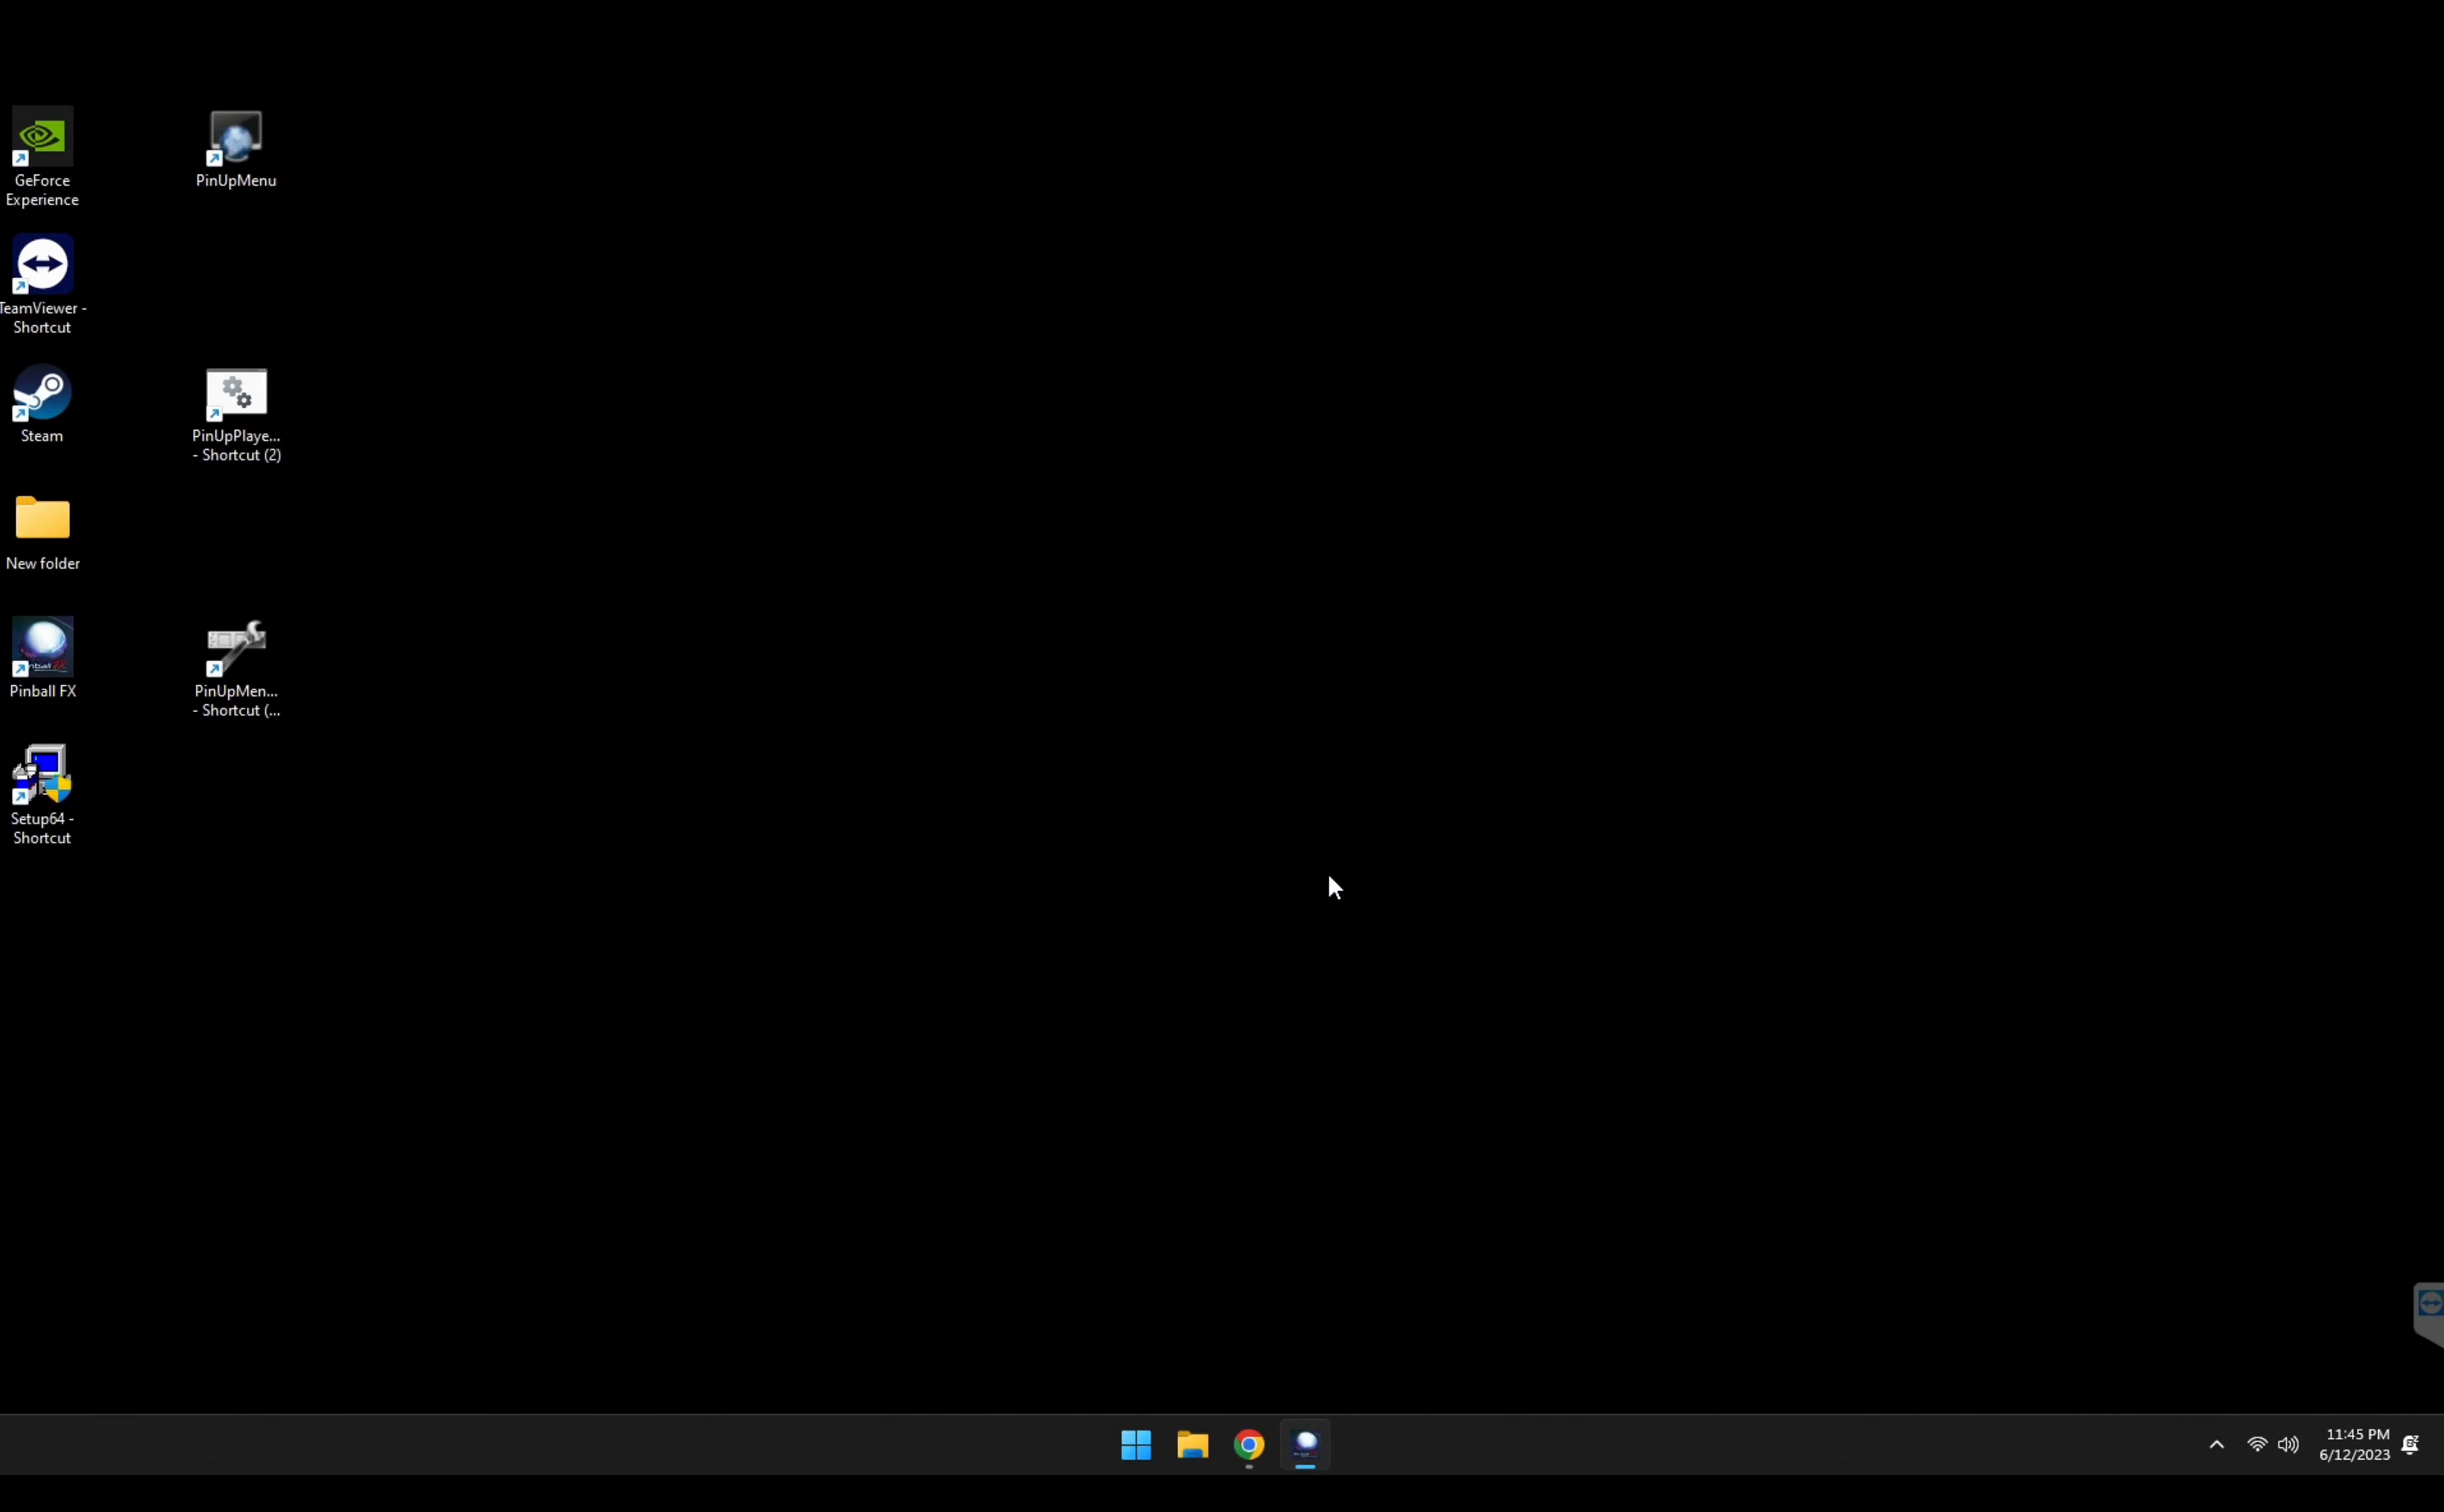 GeForce
Experience
PinUpMenu
TeamViewer -
Shortcut
Steam
PinUpPlaye...
- Shortcut (2)
New folder
Pinball FX
PinUpMen...
- Shortcut (...
Setup64 -
Shortcut
11:45 PM
6/12/2023